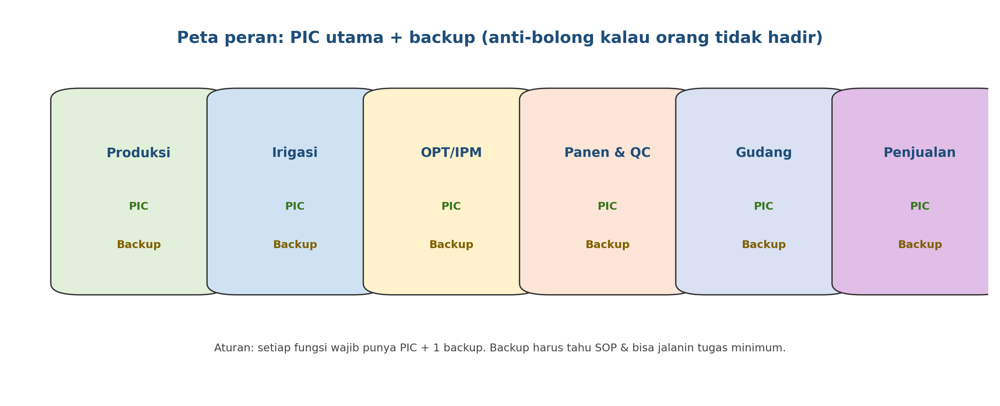 Peta peran: PIC utama + backup (anti-bolong kalau orang tidak hadir)
Produksi
PIC
Backup
Irigasi
PIC
Backup
OPT/IPM
PIC
Backup
Panen & QC
PIC
Backup
Gudang
PIC
Backup
Penjualan
PIC
Backup
Aturan: setiap fungsi wajib punya PIC + 1 backup. Backup harus tahu SOP & bisa jalanin tugas minimum.